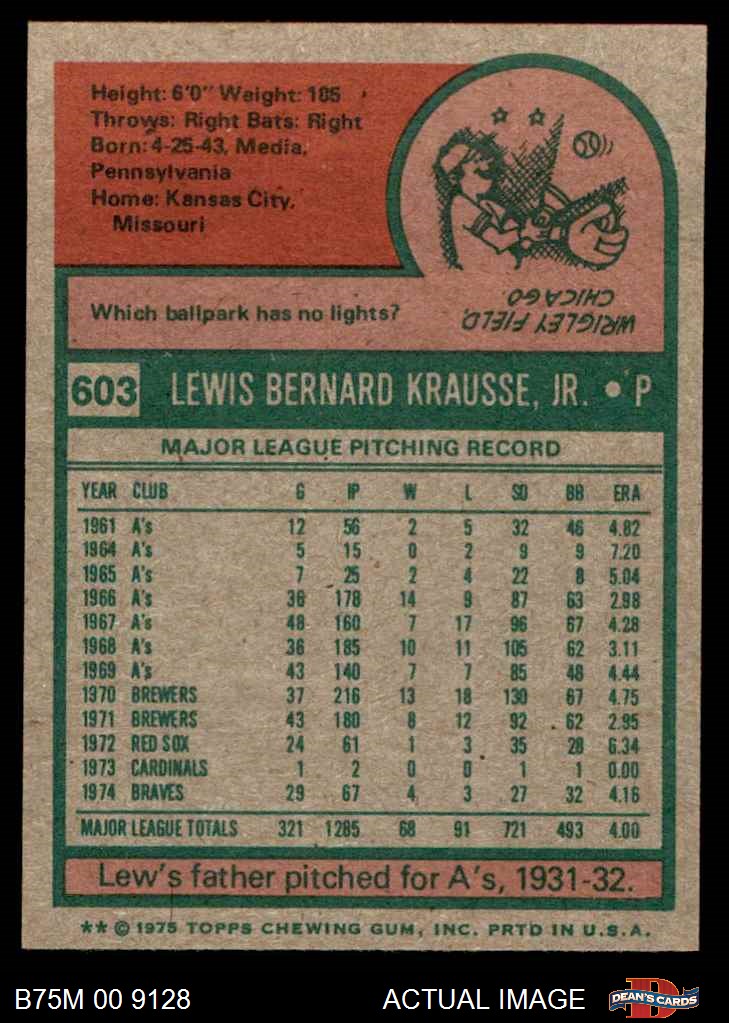 Height: 6'0" Weight: 185
Throws: Right Bats: Right
Born: 4-25-43, Media,
Pennsylvania
Home: Kansas City,
Missouri
Which ballpark has no lights?
WRIGLEY FIELD,
CHICAGO.
603 LEWIS BERNARD KRAUSSE, JR. • P
MAJOR LEAGUE PITCHING RECORD
YEAR CLUB G IP W L SO BB ERA
1961 A's 12 56 2 5 32 46 4.82
1964 A's 5 15 0 2 9 9 7.20
1965 A's 7 25 2 4 22 8 5.04
1966 A's 36 178 14 9 87 63 2.98
1967 A's 48 160 7 17 96 67 4.28
1968 A's 36 185 10 11 105 62 3.11
1969 A's 43 140 7 7 85 48 4.44
1970 BREWERS 37 216 13 18 130 67 4.75
1971 BREWERS 43 180 8 12 92 62 2.95
1972 RED SOX 24 61 1 3 35 28 6.34
1973 CARDINALS 1 2 0 0 1 1 0.00
1974 BRAVES 29 67 4 3 27 32 4.16
MAJOR LEAGUE TOTALS 321 1285 68 91 721 493 4.00
Lew's father pitched for A's, 1931-32.
** © 1975 TOPPS CHEWING GUM, INC. PRTD IN U.S.A.
B75M 00 9128 ACTUAL IMAGE
DEAN'S CARDS